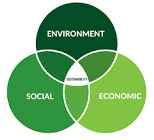 ENVIRONMENT
SUSTAINABILITY
SOCIAL
ECONOMIC